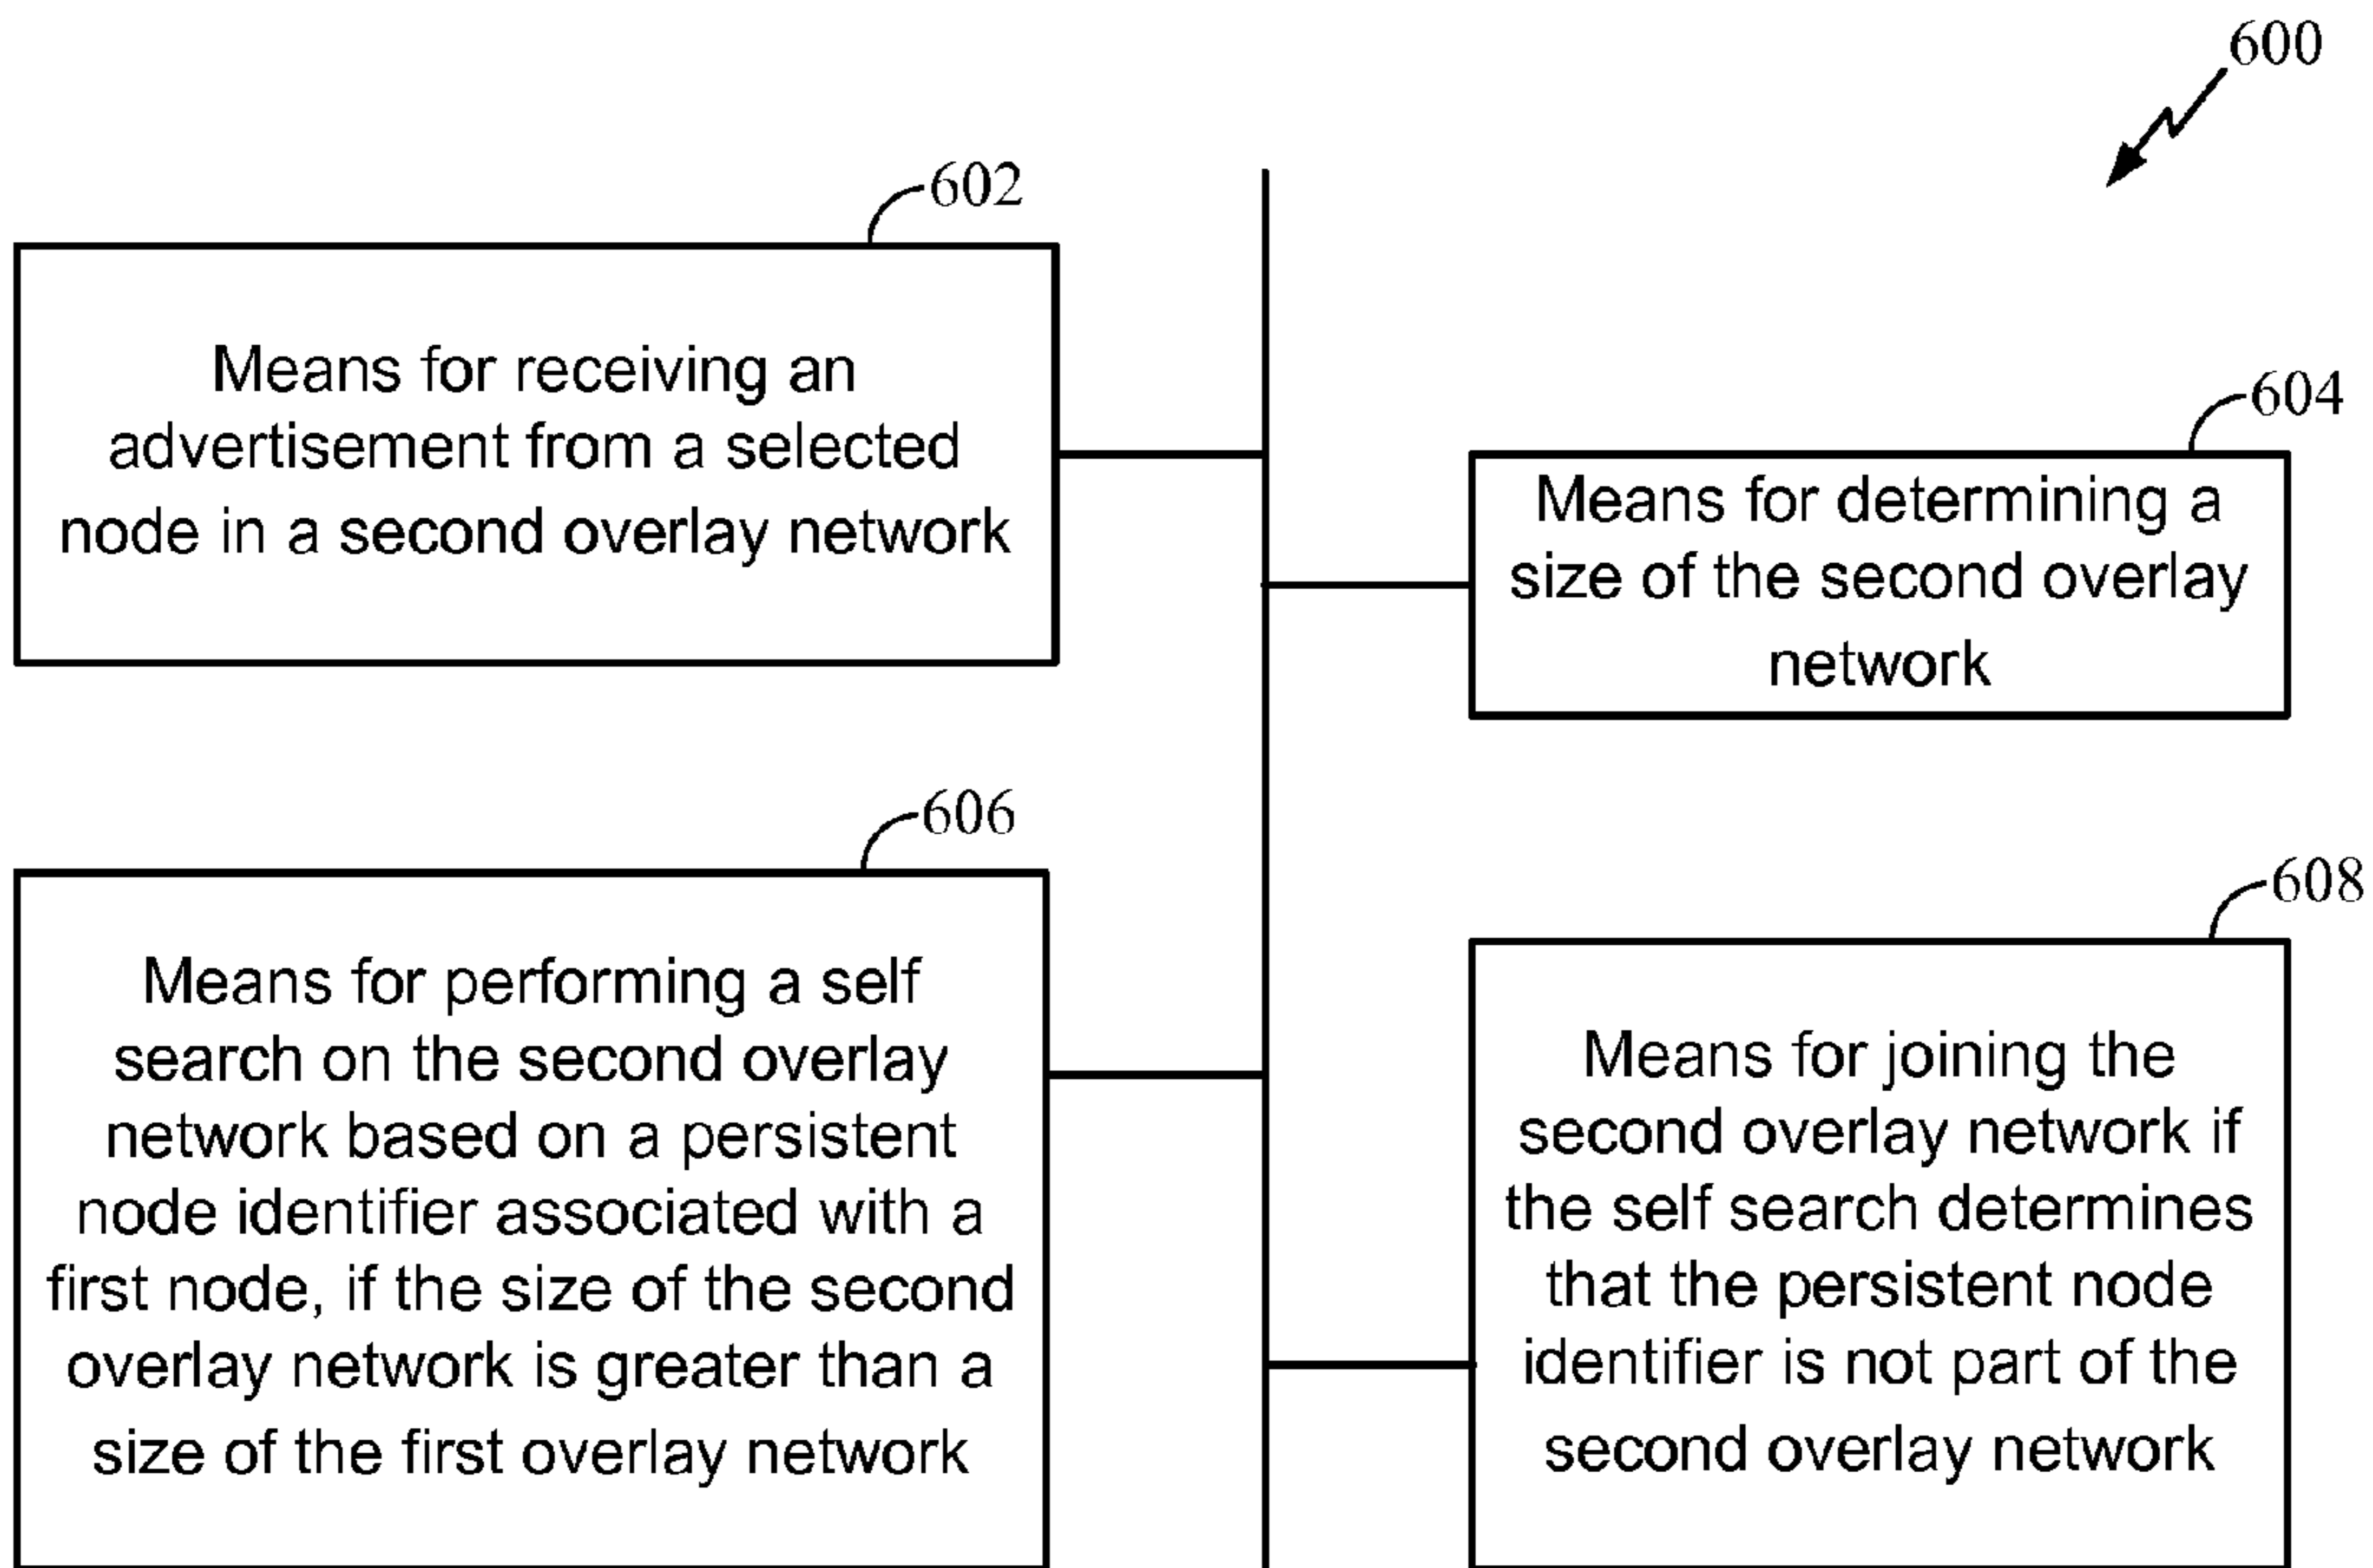 600
602
Means for receiving an
advertisement from a selected
node in a second overlay network
604
Means for determining a
size of the second overlay
network
606
Means for performing a self
search on the second overlay
network based on a persistent
node identifier associated with a
first node, if the size of the second
overlay network is greater than a
size of the first overlay network
608
Means for joining the
second overlay network if
the self search determines
that the persistent node
identifier is not part of the
second overlay network